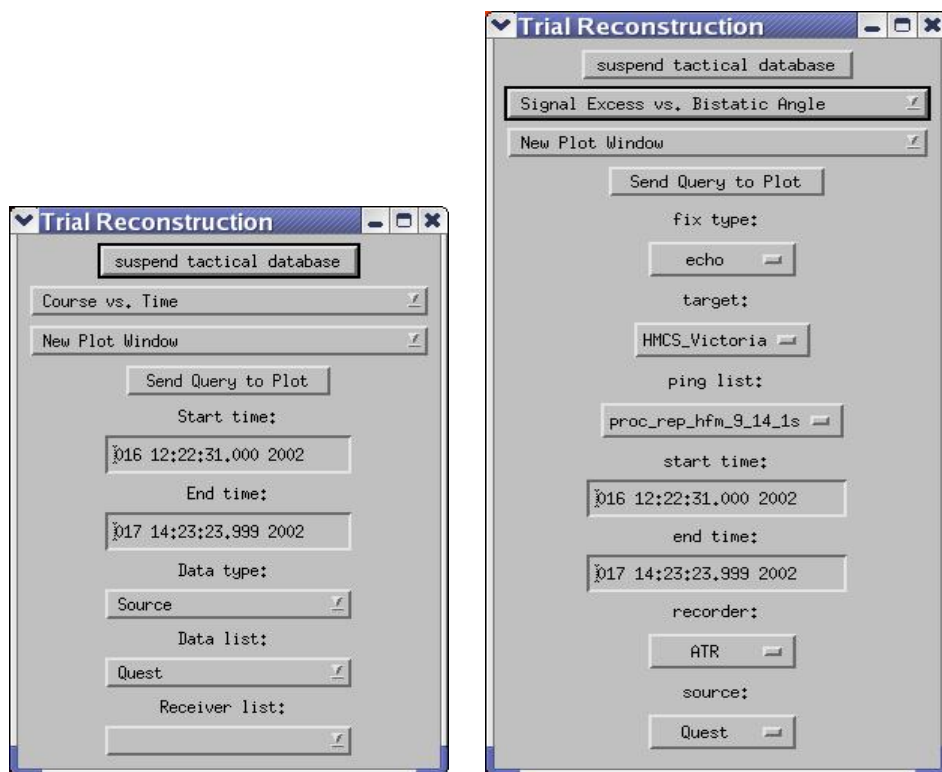 Trial Reconstruction
suspend tactical database
Course vs. Time
New Plot Window
Send Query to Plot
Start time:
016 12:22:31.000 2002
End time:
017 14:23:23.999 2002
Data type:
Source
Data list:
Quest
Receiver list:
Trial Reconstruction
suspend tactical database
Signal Excess vs. Bistatic Angle
New Plot Window
Send Query to Plot
fix type:
echo
target:
HMCS_Victoria
ping list:
proc_rep_hfm_9_14_1s
start time:
016 12:22:31.000 2002
end time:
017 14:23:23.999 2002
recorder:
ATR
source:
Quest